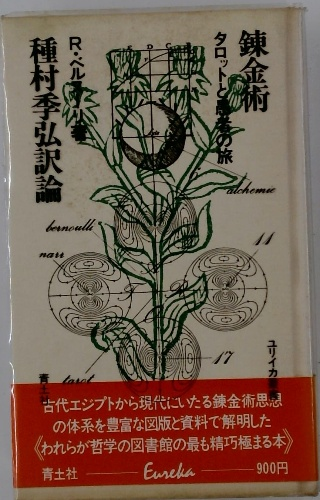 錬金術
タロットと愚者の旅
R・ベルヌーリ著
種村季弘訳論
alchemie
bernoulli
narr
11
17
tarot
ユリイカ叢書
青土社
古代エジプトから現代にいたる錬金術思想
の体系を豊富な図版と資料で解明した
《われらが哲学の図書館の最も精巧極まる本》
青土社 Eureka 900円